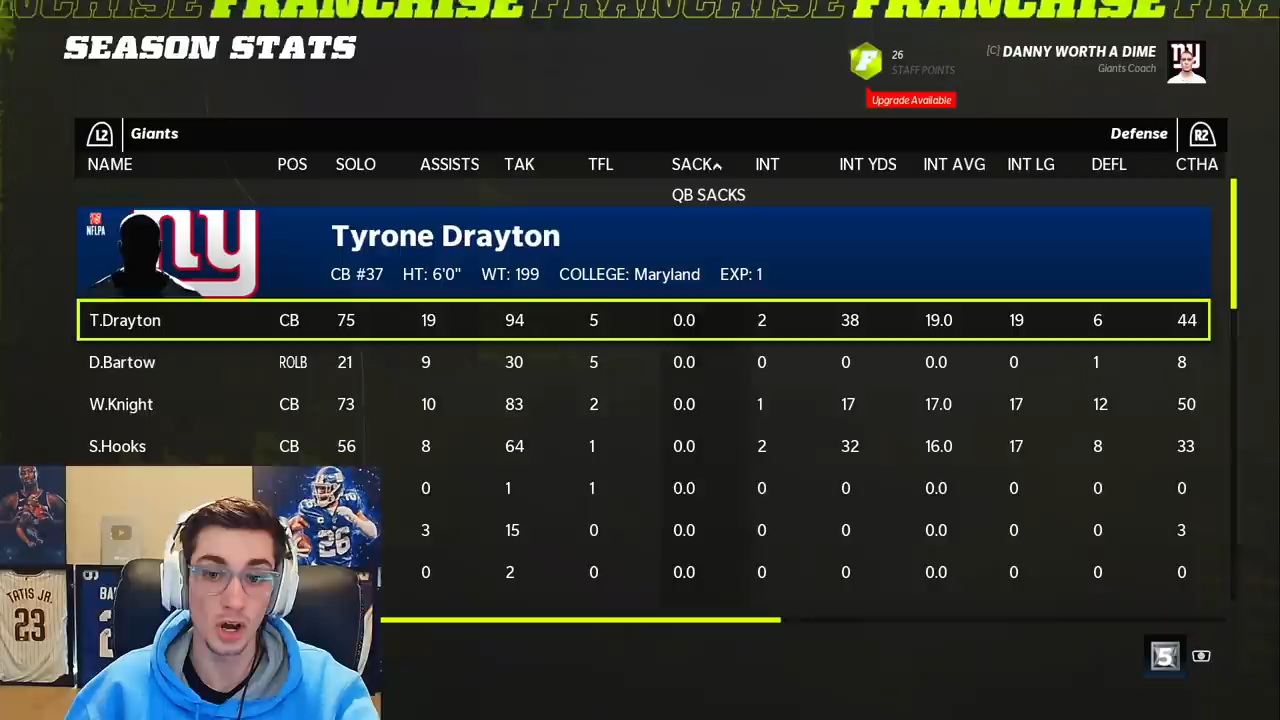 FRANCHISE FRANCHISE FRANCHISE FRANCHISE FRA
SEASON STATS
26
STAFF POINTS
Upgrade Available
[C] DANNY WORTH A DIME
Giants Coach
ny
L2 Giants Defense R2
NAME POS SOLO ASSISTS TAK TFL SACK INT INT YDS INT AVG INT LG DEFL CTHA
QB SACKS
NFLPA
ny
Tyrone Drayton
CB #37 HT: 6'0" WT: 199 COLLEGE: Maryland EXP: 1
T.Drayton CB 75 19 94 5 0.0 2 38 19.0 19 6 44
D.Bartow ROLB 21 9 30 5 0.0 0 0 0.0 0 1 8
W.Knight CB 73 10 83 2 0.0 1 17 17.0 17 12 50
S.Hooks CB 56 8 64 1 0.0 2 32 16.0 17 8 33
0 1 1 0.0 0 0 0.0 0 0 0
3 15 0 0.0 0 0 0.0 0 0 3
0 2 0 0.0 0 0 0.0 0 0 0
26
TATIS JR.
23
BA
5